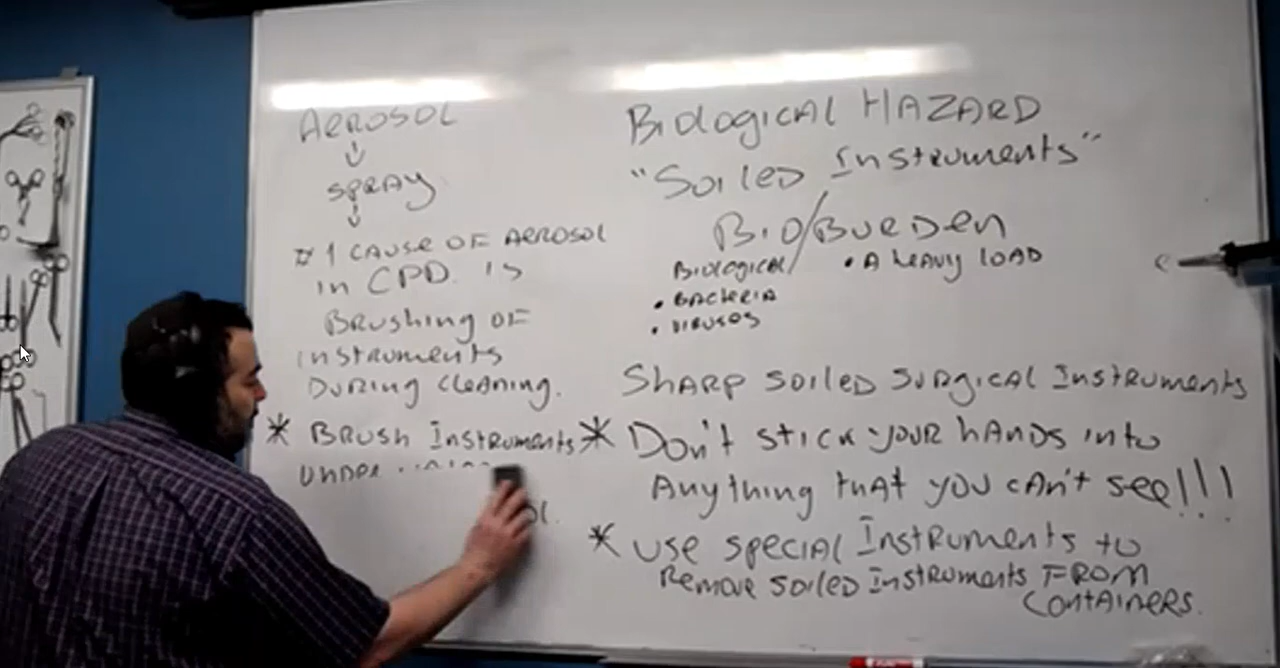 AEROSOL
SPRAY
#1 CAUSE OF AEROSOL
in CPD. is
BRUSHING OF
instruments
DURING CLEANING.
* BRUSH Instruments
UNDER
BIOLOGICAL HAZARD
"Soiled Instruments"
BIO/BURDEN
BIOLOGICAL/ • A HEAVY LOAD
• BACTERIA
• VIRUSES
SHARP SOILED SURGICAL Instruments
* Don't stick your hands into
Anything that you can't see!!!
* USE SPECIAL Instruments to
Remove soiled Instruments FROM
Containers.